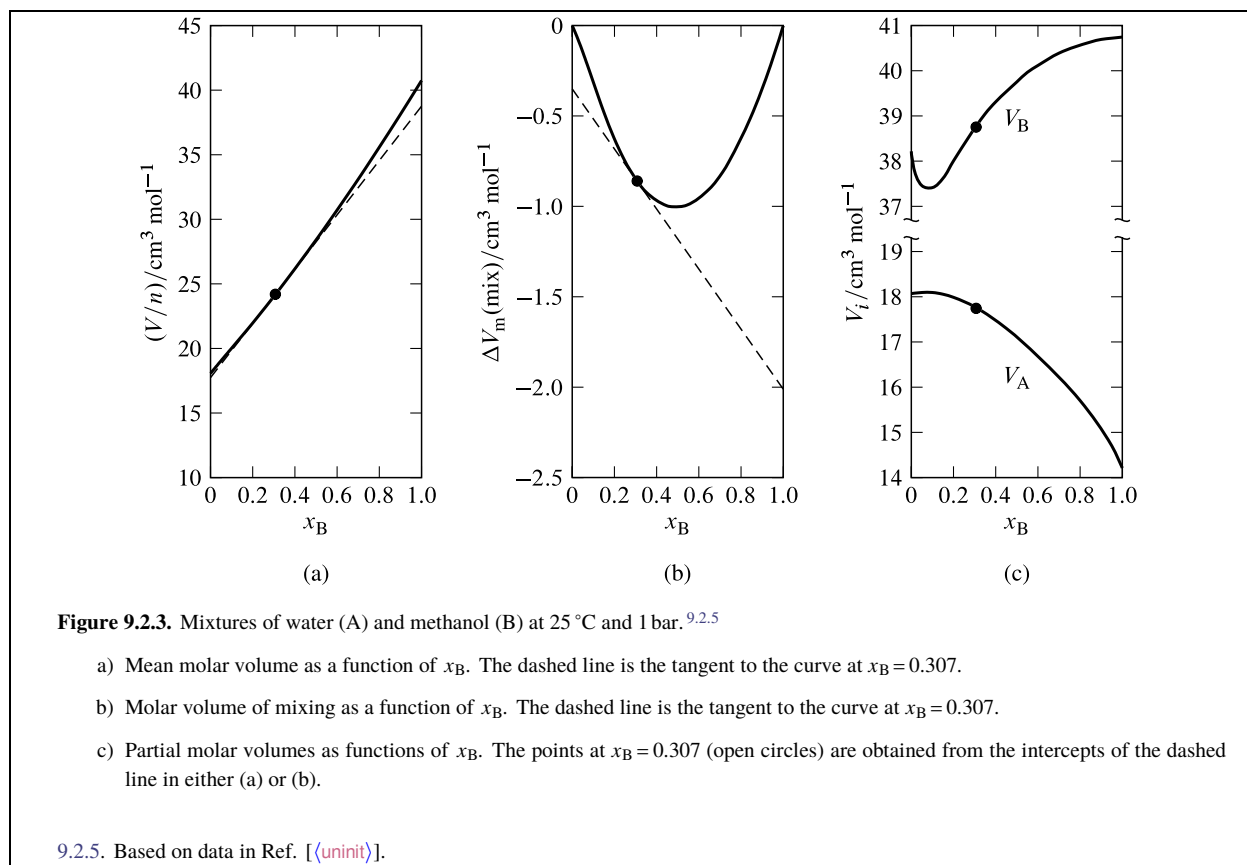 45
40
35
30
25
20
15
10
0 0.2 0.4 0.6 0.8 1.0
x_B
(V/n)/cm³ mol⁻¹
(a)
0
−0.5
−1.0
−1.5
−2.0
−2.5
0 0.2 0.4 0.6 0.8 1.0
x_B
ΔV_m(mix)/cm³ mol⁻¹
(b)
41
40
39
38
37
19
18
17
16
15
14
0 0.2 0.4 0.6 0.8 1.0
x_B
V_i/cm³ mol⁻¹
V_B
V_A
(c)
Figure 9.2.3. Mixtures of water (A) and methanol (B) at 25 °C and 1 bar. 9.2.5
a) Mean molar volume as a function of x_B. The dashed line is the tangent to the curve at x_B = 0.307.
b) Molar volume of mixing as a function of x_B. The dashed line is the tangent to the curve at x_B = 0.307.
c) Partial molar volumes as functions of x_B. The points at x_B = 0.307 (open circles) are obtained from the intercepts of the dashed
line in either (a) or (b).
9.2.5. Based on data in Ref. [⟨uninit⟩].